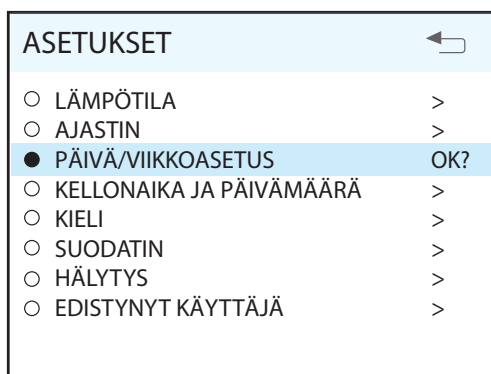 ASETUKSET
LÄMPÖTILA >
AJASTIN >
PÄIVÄ/VIIKKOASETUS OK?
KELLONAIKA JA PÄIVÄMÄÄRÄ >
KIELI >
SUODATIN >
HÄLYTYS >
EDISTYNYT KÄYTTÄJÄ >